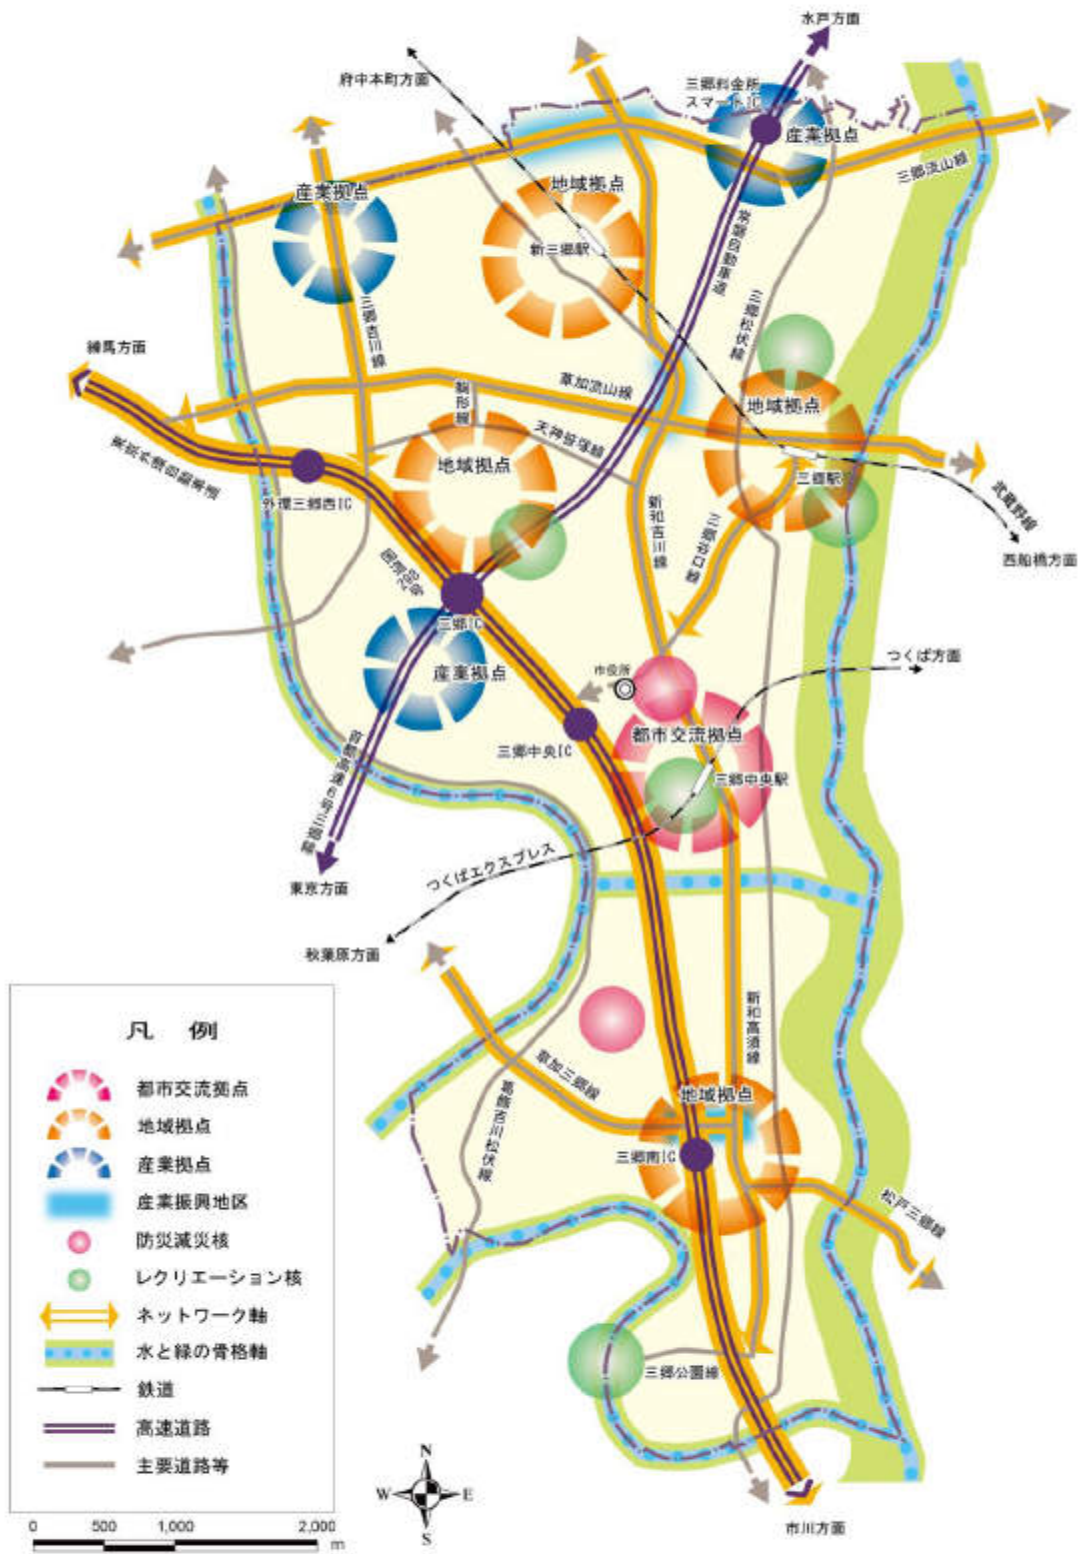 水戸方面
府中本町方面
三郷料金所
スマートIC
産業拠点
三郷流山線
産業拠点
地域拠点
新三郷駅
常磐自動車道
三郷松伏線
三郷吉川線
練馬方面
草加流山線
駒形線
天神笹塚線
地域拠点
地域拠点
三郷駅
武蔵野線
西船橋方面
外環三郷西IC
東京外環自動車道
国道298号
新和吉川線
三郷IC
産業拠点
市役所
つくば方面
都市交流拠点
三郷中央IC
三郷中央駅
首都高速6号三郷線
東京方面
つくばエクスプレス
秋葉原方面
新和高須線
草加三郷線
葛飾吉川松伏線
地域拠点
三郷南IC
松戸三郷線
三郷公園線
市川方面
凡 例
都市交流拠点
地域拠点
産業拠点
産業振興地区
防災減災核
レクリエーション核
ネットワーク軸
水と緑の骨格軸
鉄道
高速道路
主要道路等
N
W
E
S
0 500 1,000 2,000
m